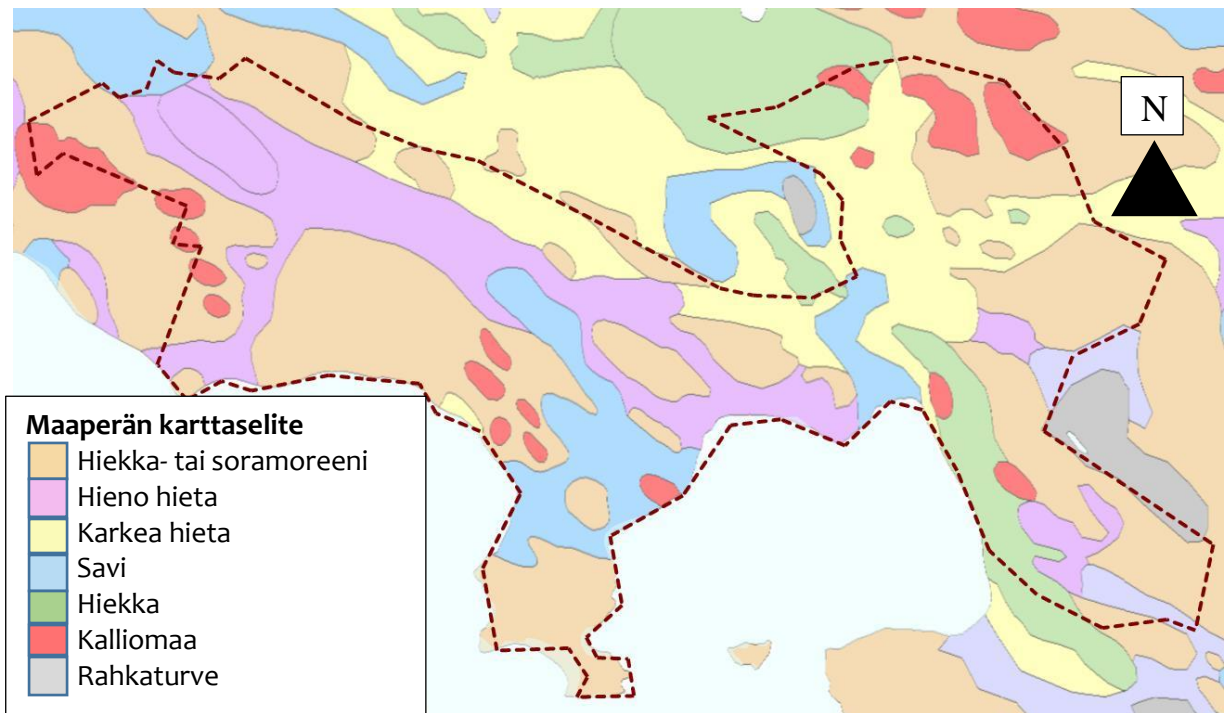 N
Maaperän karttaselite
Hiekka- tai soramoreeni
Hieno hieta
Karkea hieta
Savi
Hiekka
Kalliomaa
Rahkaturve